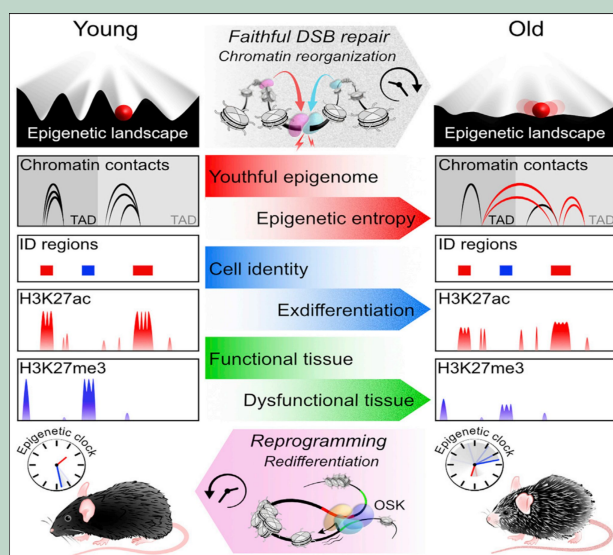 Young
Faithful DSB repair
Chromatin reorganization
Old
Epigenetic landscape
Epigenetic landscape
Chromatin contacts
TAD
TAD
Youthful epigenome
Epigenetic entropy
Chromatin contacts
TAD
TAD
ID regions
Cell identity
Exdifferentiation
ID regions
H3K27ac
H3K27ac
H3K27me3
Functional tissue
Dysfunctional tissue
H3K27me3
Epigenetic clock
Reprogramming
Redifferentiation
OSK
Epigenetic clock